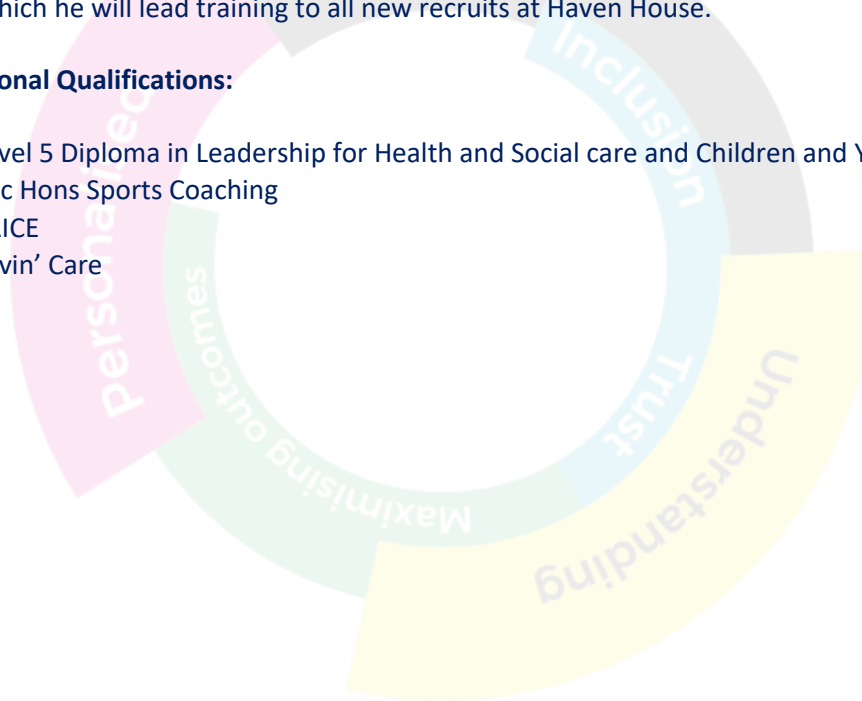 hich he will lead training to all new recruits at Haven House.
onal Qualifications:
vel 5 Diploma in Leadership for Health and Social care and Children and Y
c Hons Sports Coaching
ICE
vin’ Care
Inclusion
Personalised
Maximising outcomes
Trust
Understanding